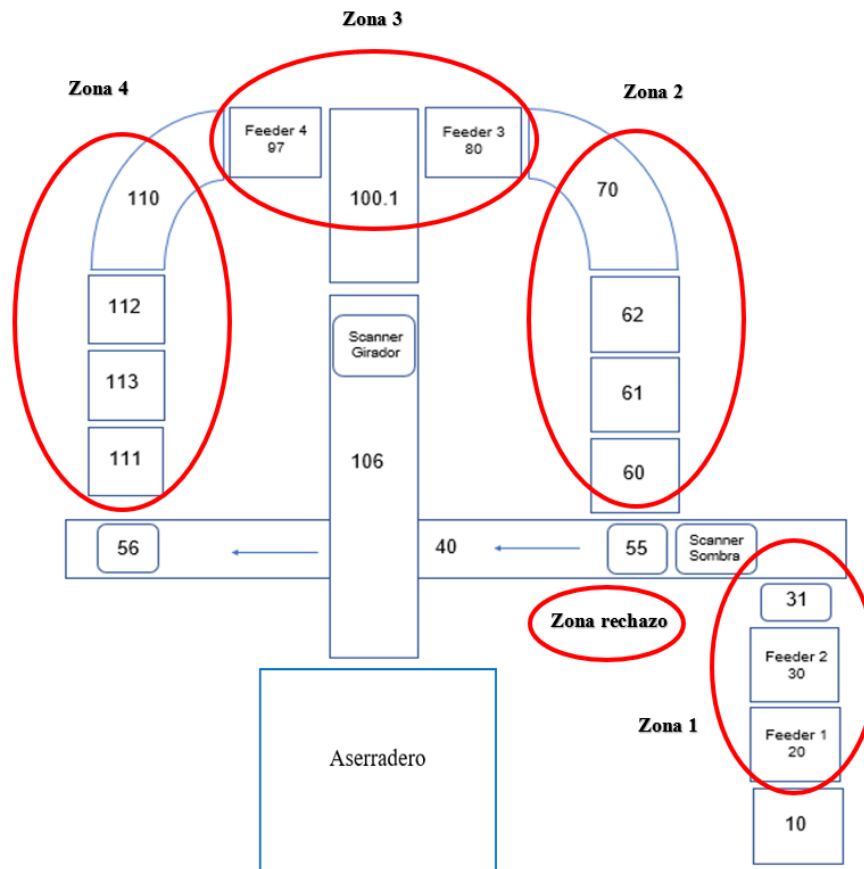 Zona 3
Zona 4
Zona 2
Feeder 4
97
Feeder 3
80
110
100.1
70
112
62
Scanner
Girador
113
61
111
106
60
56
40
55
Scanner
Sombra
31
Zona rechazo
Feeder 2
30
Zona 1
Feeder 1
20
Aserradero
10